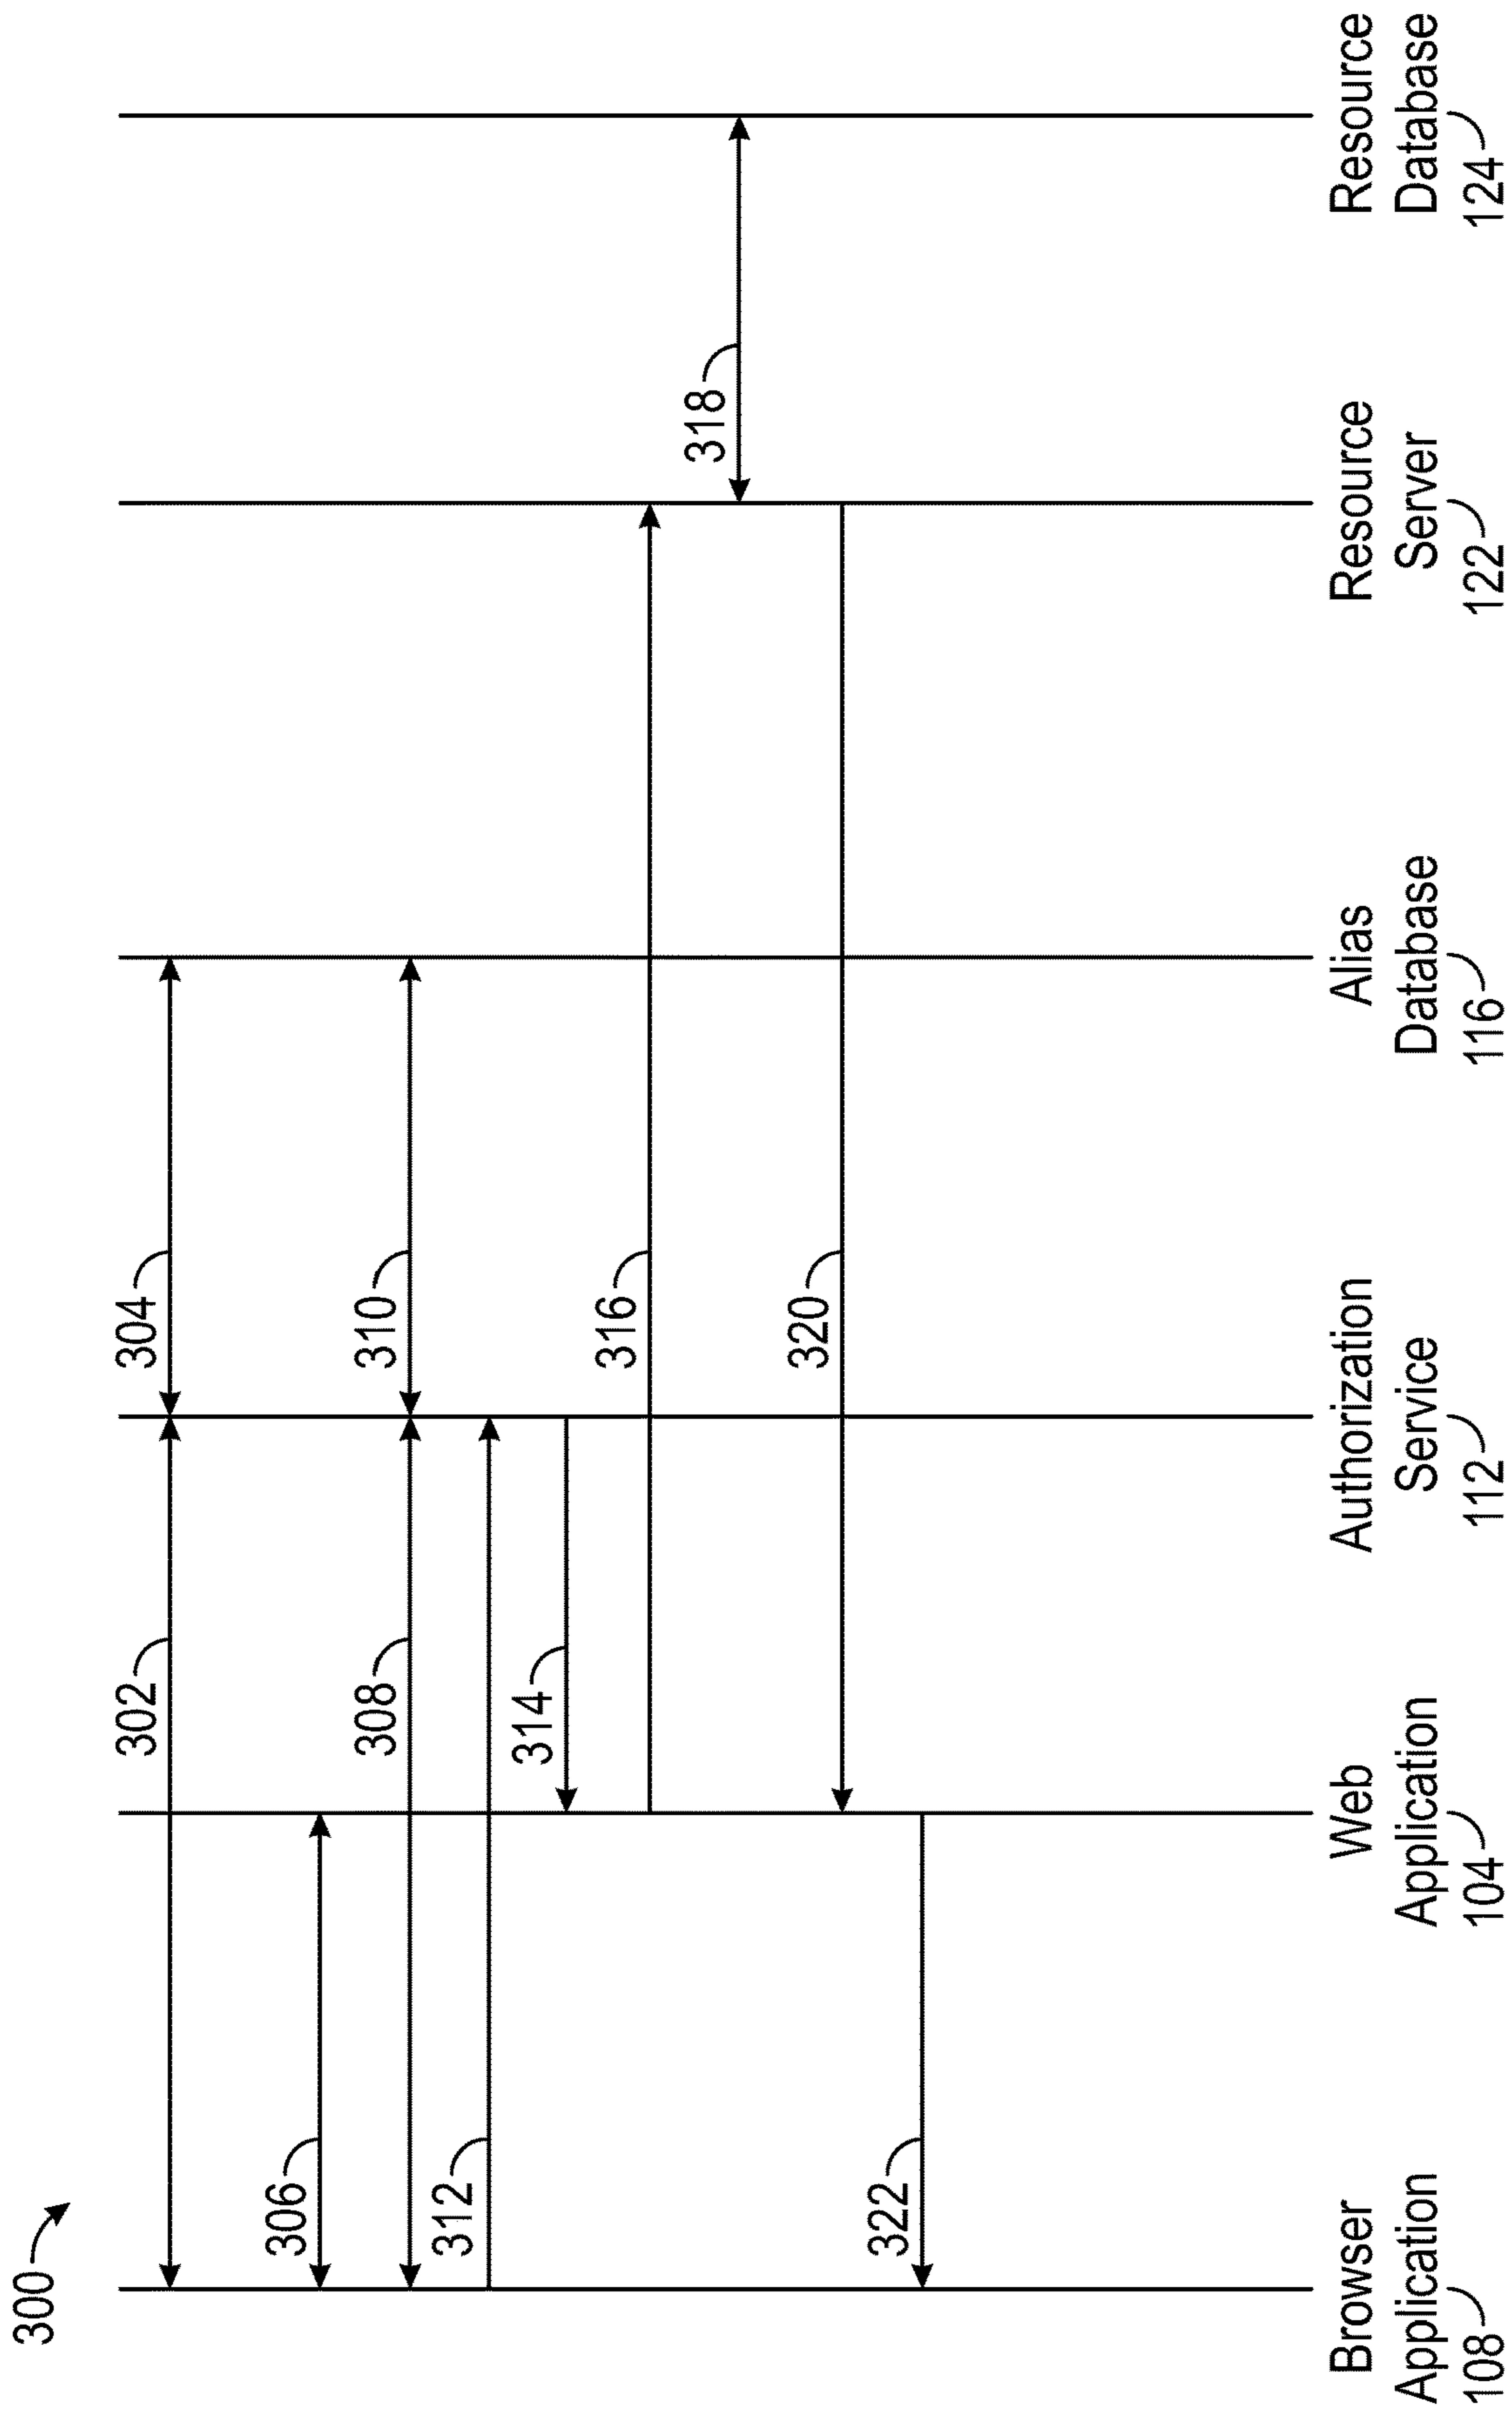 300
302
304
306
308
310
312
314
316
318
320
322
Browser
Application
108
Web
Application
104
Authorization
Service
112
Alias
Database
116
Resource
Server
122
Resource
Database
124